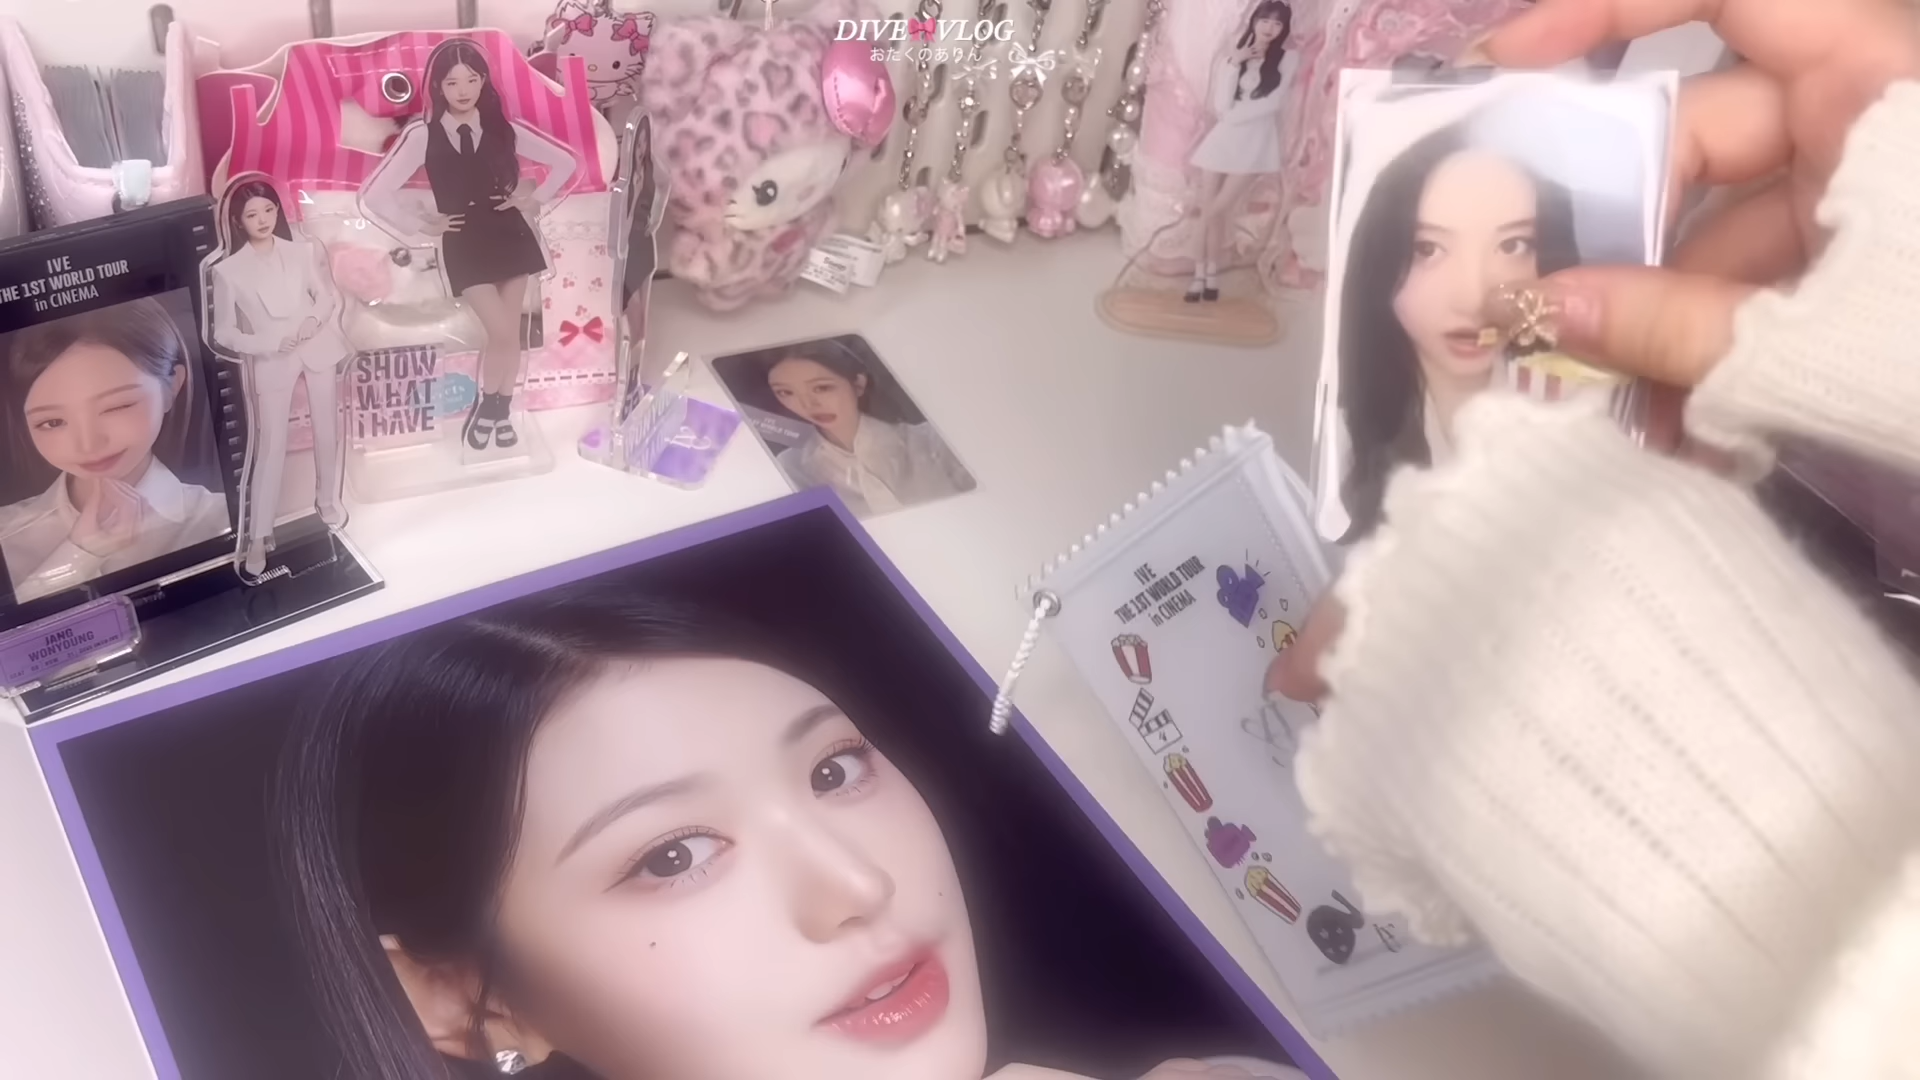 DIVE🎀VLOG
おたくのありん
IVE
THE 1ST WORLD TOUR
in CINEMA
SHOW
WHAT
I HAVE
JANG
WONYOUNG
IVE
THE 1ST WORLD TOUR
in CINEMA